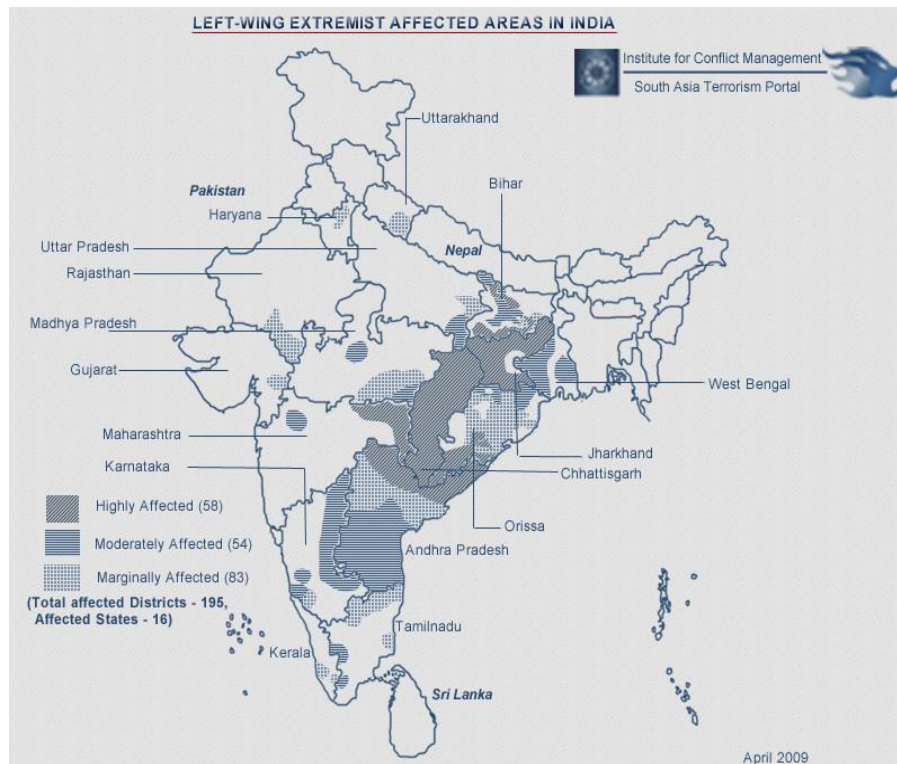 LEFT-WING EXTREMIST AFFECTED AREAS IN INDIA
Institute for Conflict Management
South Asia Terrorism Portal
Uttarakhand
Bihar
Pakistan
Haryana
Nepal
Uttar Pradesh
Rajasthan
Madhya Pradesh
Gujarat
West Bengal
Maharashtra
Jharkhand
Karnataka
Chhattisgarh
Highly Affected (58)
Orissa
Moderately Affected (54)
Andhra Pradesh
Marginally Affected (83)
(Total affected Districts - 195,
Affected States - 16)
Tamilnadu
Kerala
Sri Lanka
April 2009